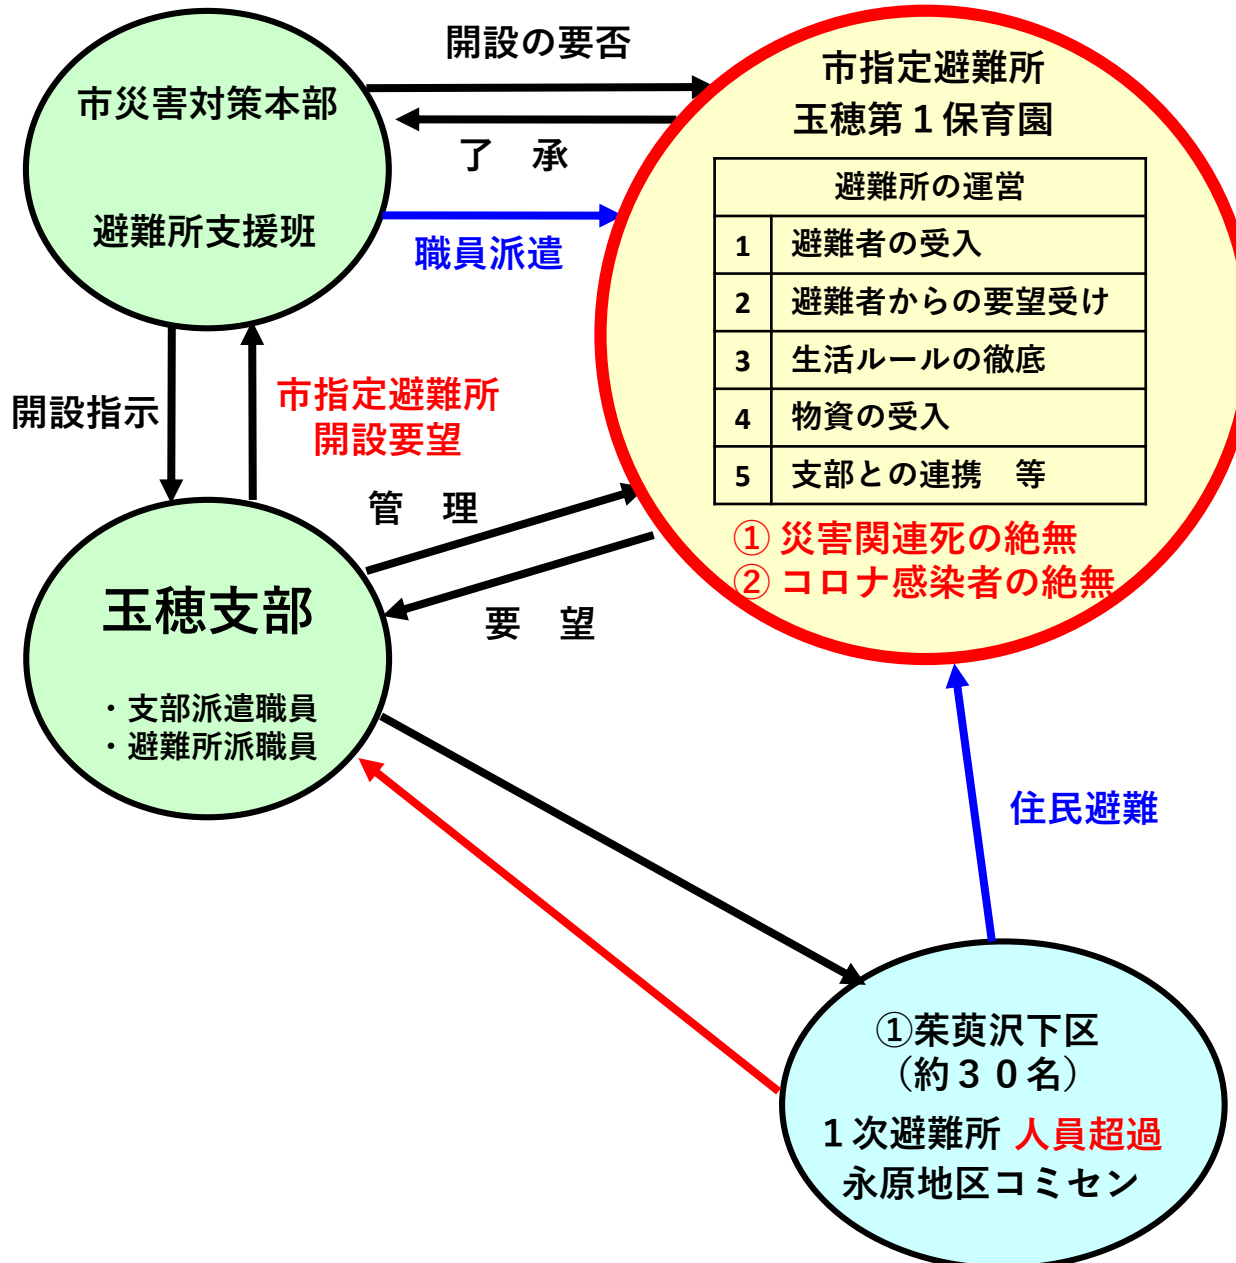 開設の要否
市災害対策本部
避難所支援班
了　承
職員派遣
市指定避難所
玉穂第１保育園
避難所の運営
1 避難者の受入
2 避難者からの要望受け
3 生活ルールの徹底
4 物資の受入
5 支部との連携　等
① 災害関連死の絶無
② コロナ感染者の絶無
開設指示
市指定避難所
開設要望
管　理
要　望
玉穂支部
・支部派遣職員
・避難所派職員
住民避難
①茱萸沢下区
（約３０名）
１次避難所 人員超過
永原地区コミセン